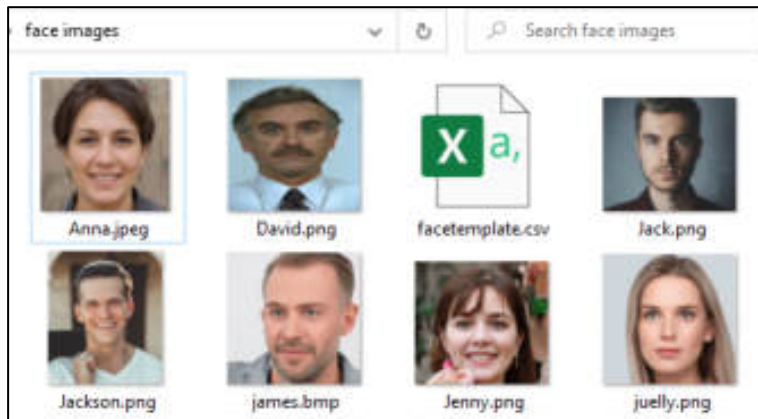 face images
Search face images
X a,
Anna.jpeg
David.png
facetemplate.csv
Jack.png
Jackson.png
james.bmp
Jenny.png
juelly.png